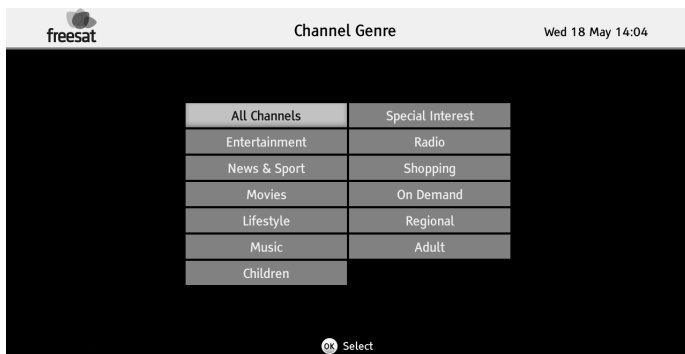 freesat
Channel Genre
Wed 18 May 14:04
All Channels
Special Interest
Entertainment
Radio
News & Sport
Shopping
Movies
On Demand
Lifestyle
Regional
Music
Adult
Children
OK Select